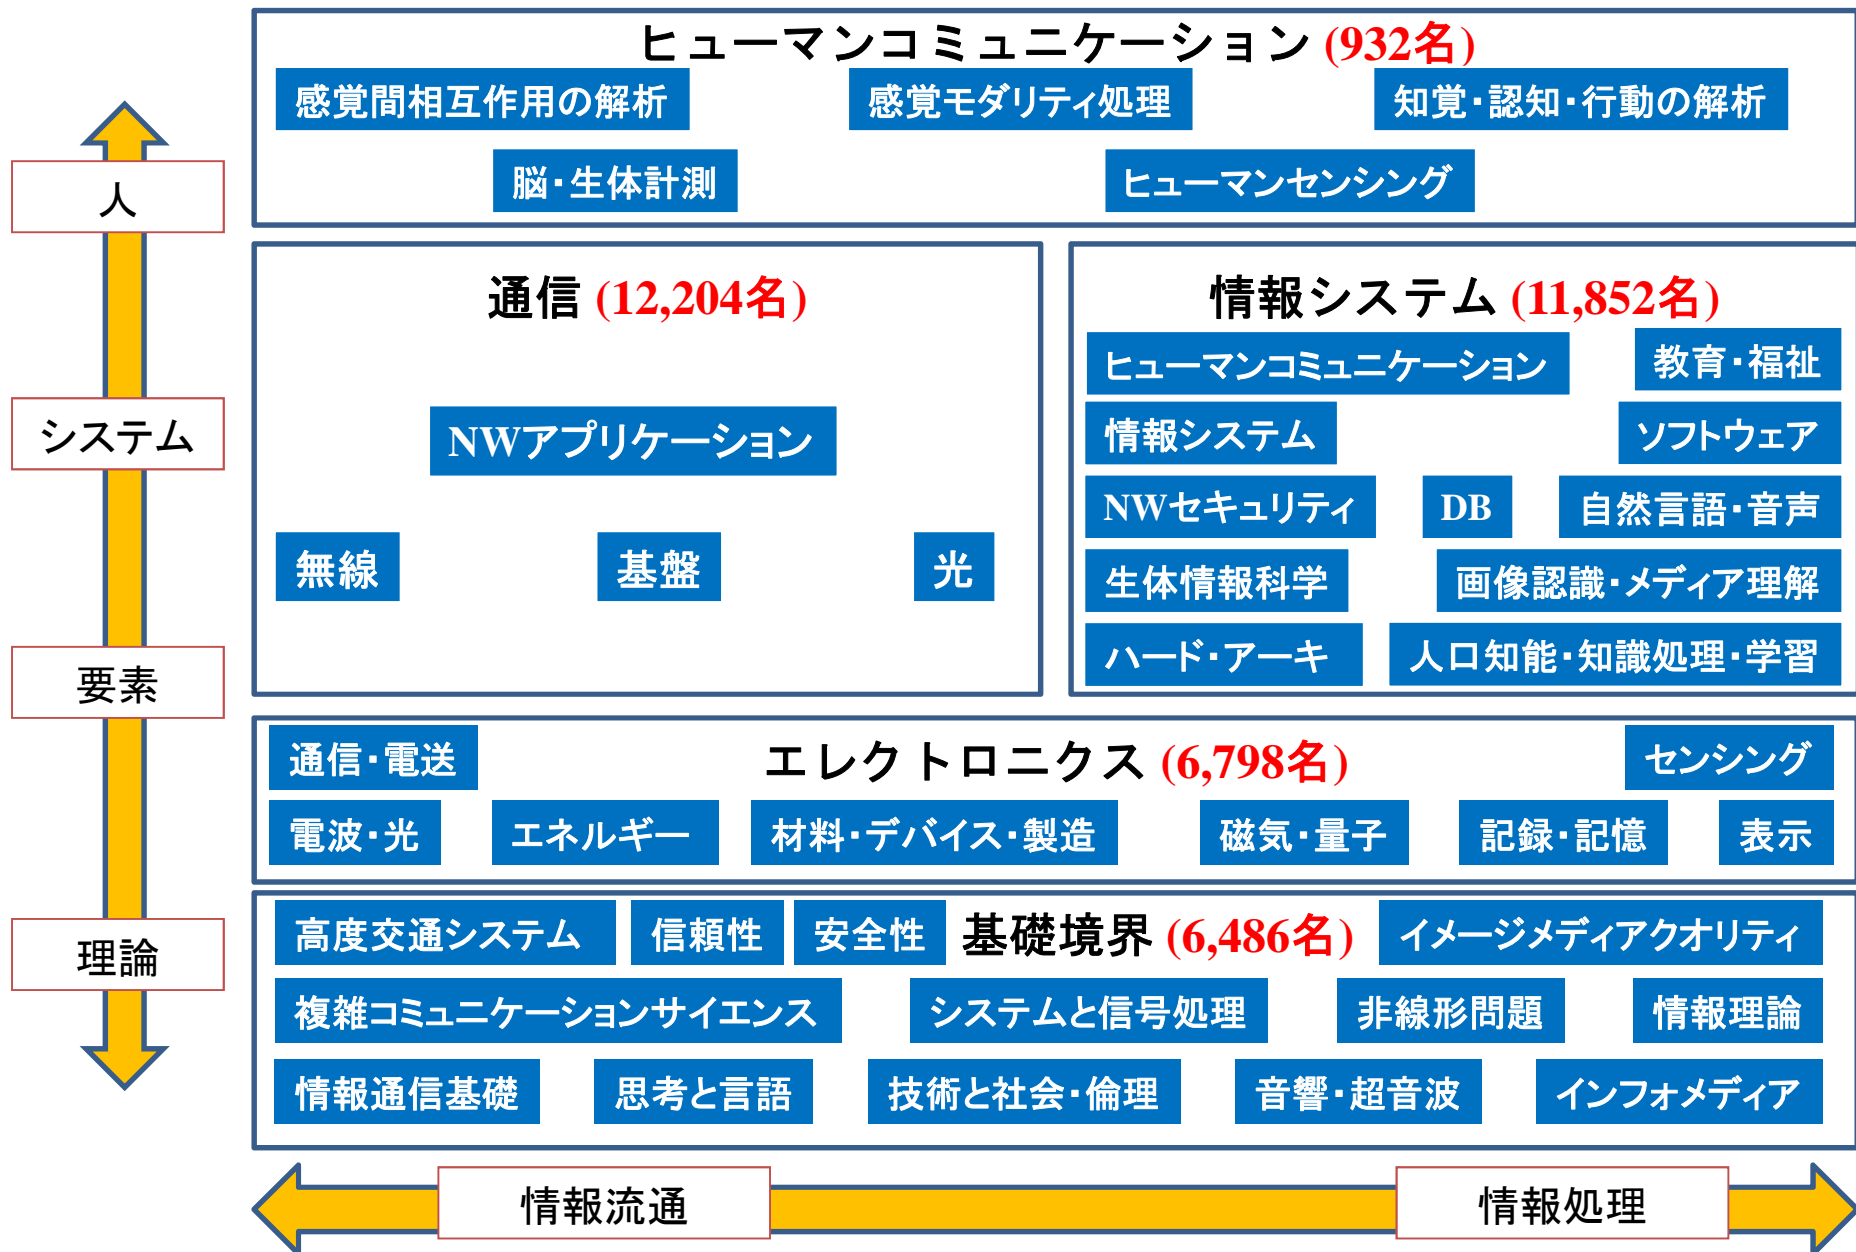 ヒューマンコミュニケーション (932名)
感覚間相互作用の解析
感覚モダリティ処理
知覚・認知・行動の解析
脳・生体計測
ヒューマンセンシング
人
システム
要素
理論
通信 (12,204名)
NWアプリケーション
無線
基盤
光
情報システム (11,852名)
ヒューマンコミュニケーション
教育・福祉
情報システム
ソフトウェア
NWセキュリティ
DB
自然言語・音声
生体情報科学
画像認識・メディア理解
ハード・アーキ
人口知能・知識処理・学習
通信・電送
エレクトロニクス (6,798名)
センシング
電波・光
エネルギー
材料・デバイス・製造
磁気・量子
記録・記憶
表示
高度交通システム
信頼性
安全性
基礎境界 (6,486名)
イメージメディアクオリティ
複雑コミュニケーションサイエンス
システムと信号処理
非線形問題
情報理論
情報通信基礎
思考と言語
技術と社会・倫理
音響・超音波
インフォメディア
情報流通
情報処理